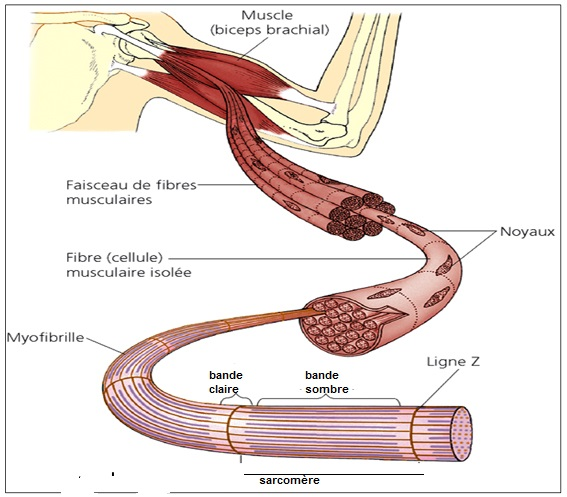 Muscle
(biceps brachial)
Faisceau de fibres
musculaires
Noyaux
Fibre (cellule)
musculaire isolée
Myofibrille
Ligne Z
bande
claire
bande
sombre
sarcomère